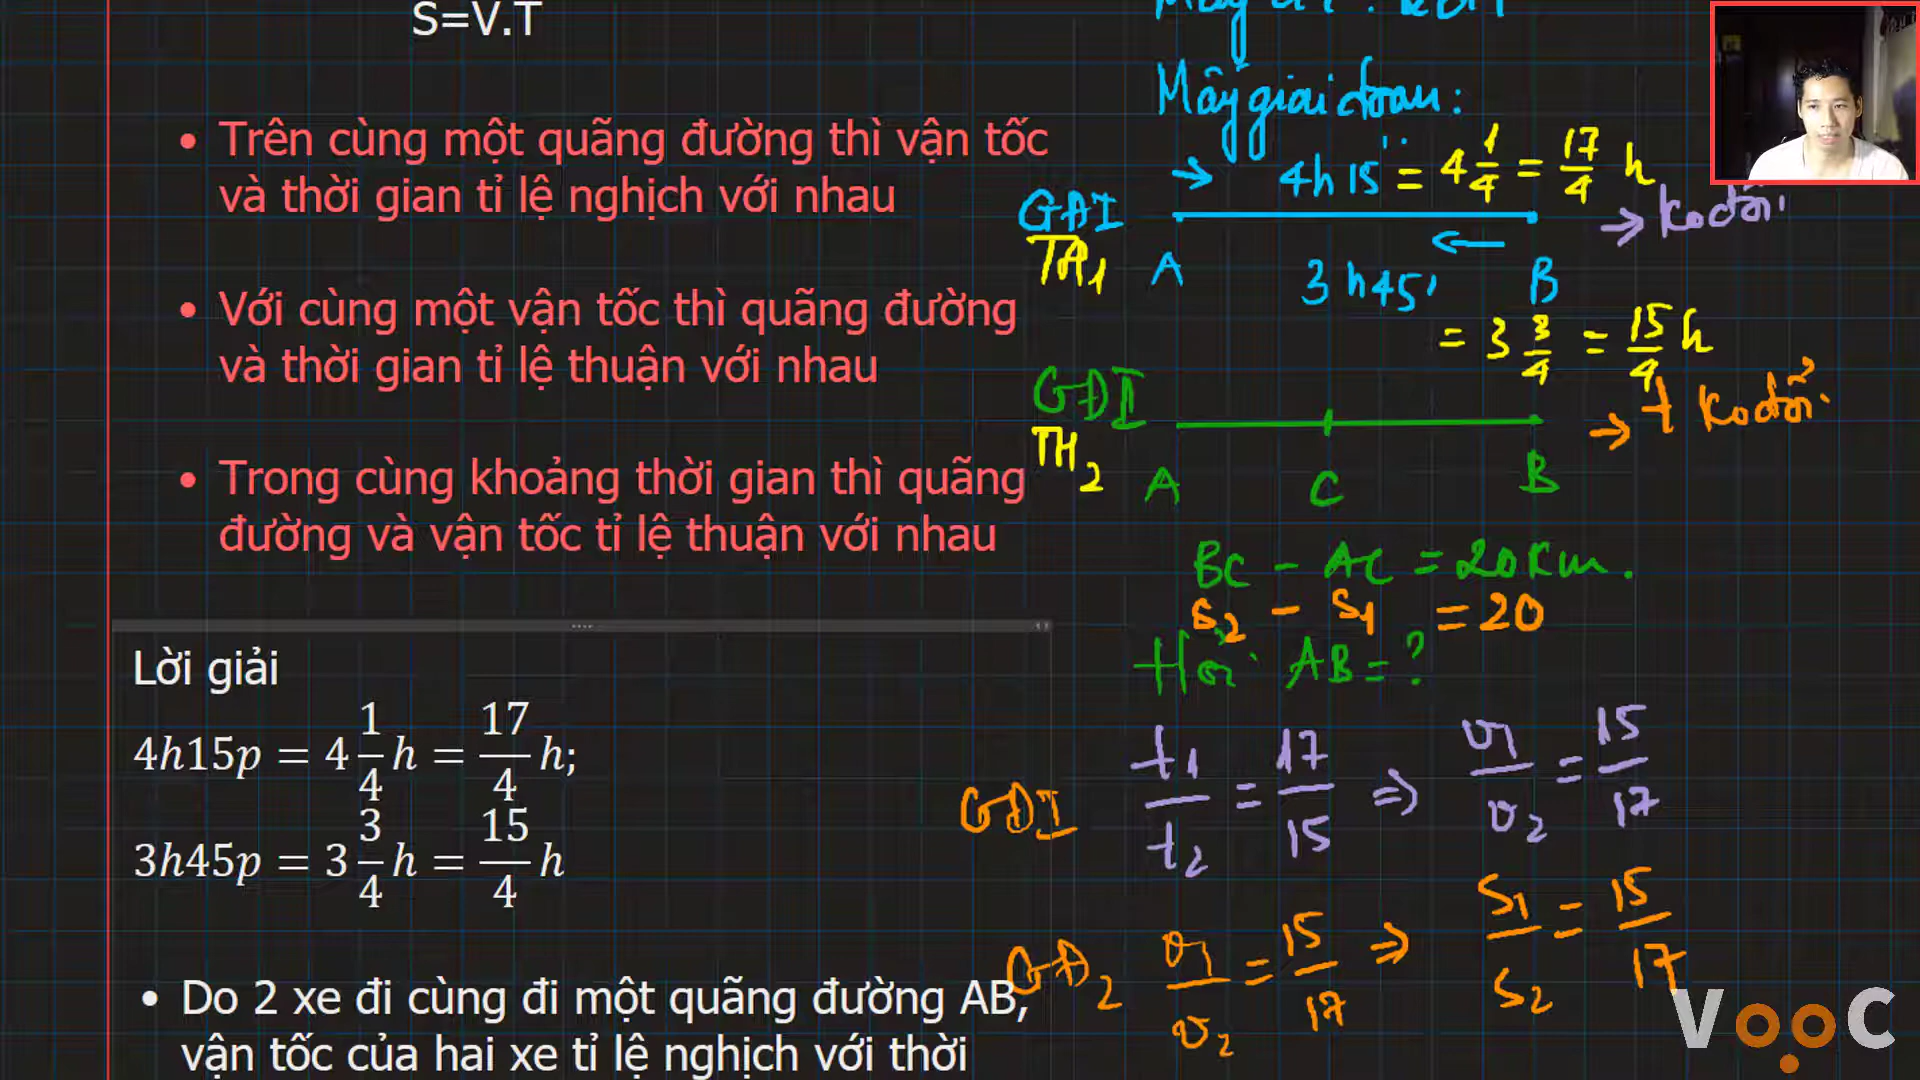 S=V.T
• Trên cùng một quãng đường thì vận tốc
và thời gian tỉ lệ nghịch với nhau
• Với cùng một vận tốc thì quãng đường
và thời gian tỉ lệ thuận với nhau
• Trong cùng khoảng thời gian thì quãng
đường và vận tốc tỉ lệ thuận với nhau
Lời giải
4h15p = 4 1/4 h = 17/4 h;
3h45p = 3 3/4 h = 15/4 h
• Do 2 xe đi cùng đi một quãng đường AB,
vận tốc của hai xe tỉ lệ nghịch với thời
Mấy giai đoạn:
→ 4h 15' = 4 1/4 = 17/4 h
→ Ko đổi
TH1
A 3h45' B
= 3 3/4 = 15/4 h
GĐII
→ t Ko đổi
TH2
A C B
BC - AC = 20Km.
S2 - S1 = 20
Hỏi AB = ?
GĐI t1/t2 = 17/15 => v1/v2 = 15/17
GĐ2 v1/v2 = 15/17 => S1/S2 = 15/17
VooC